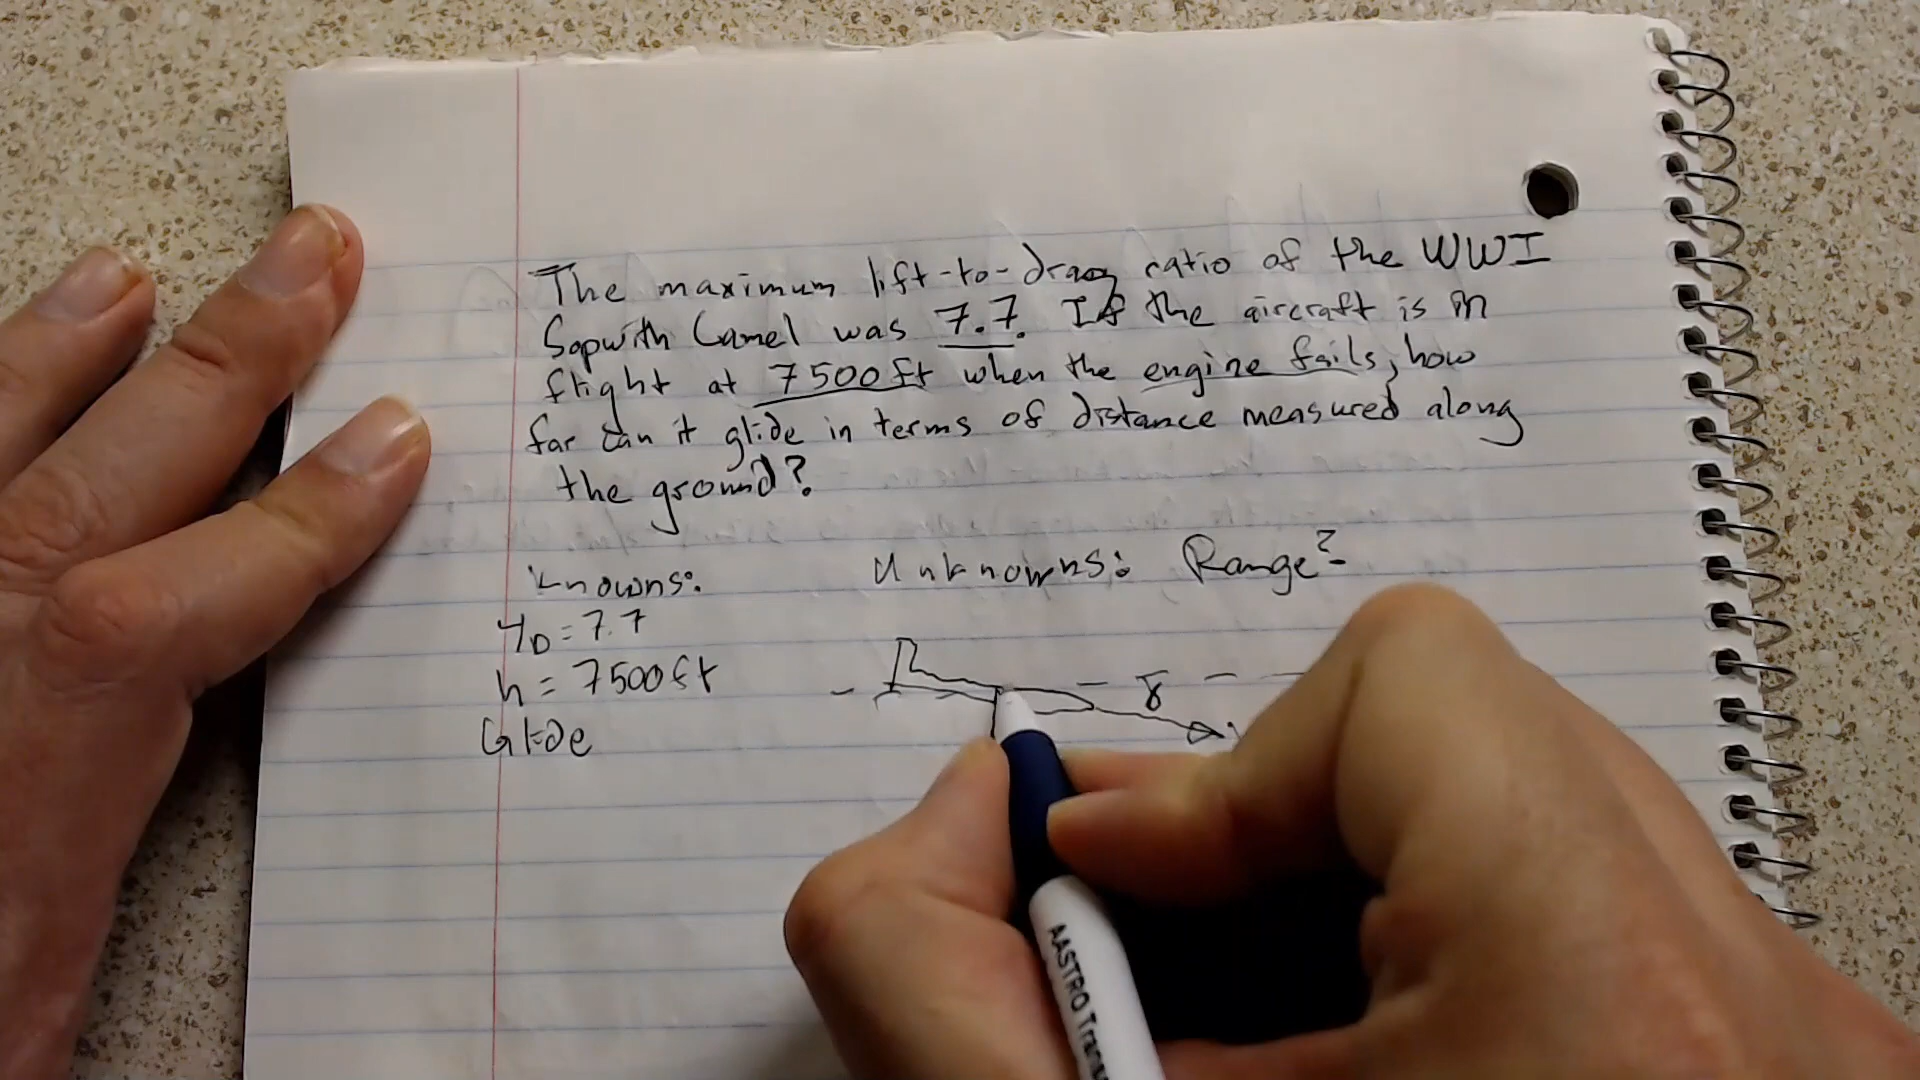 The maximum lift-to-drag ratio of the WWI
Sopwith Camel was 7.7. If the aircraft is in
flight at 7500ft when the engine fails, how
far can it glide in terms of distance measured along
the ground?
Knowns:
Unknowns: Range?
L/D = 7.7
h = 7500ft
γ
Glide
AASTRO